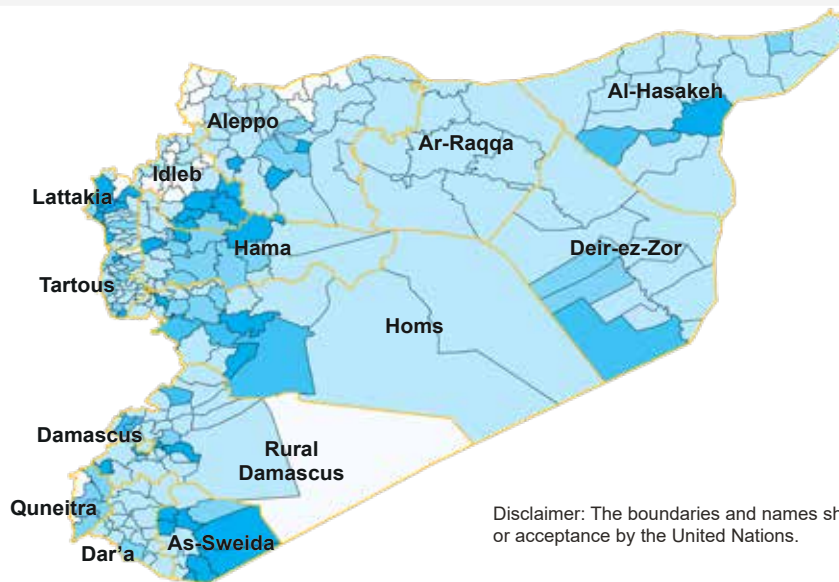 Al-Hasakeh
Aleppo
Ar-Raqqa
Idleb
Lattakia
Hama
Deir-ez-Zor
Tartous
Homs
Damascus
Rural
Damascus
Quneitra
Disclaimer: The boundaries and names sh
or acceptance by the United Nations.
As-Sweida
Dar'a